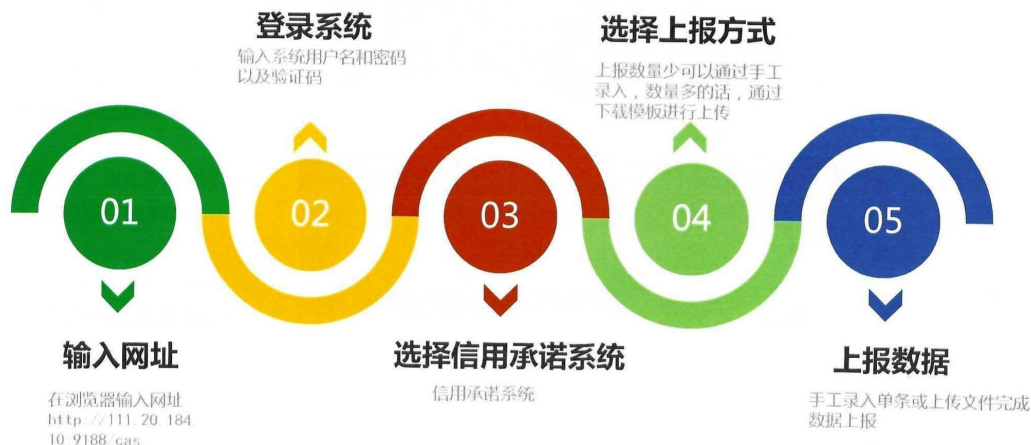 01
输入网址
在浏览器输入网址
http://111.20.184.
10 9188/cas
登录系统
输入系统用户名和密码
以及验证码
02
03
选择信用承诺系统
信用承诺系统
选择上报方式
上报数量少可以通过手工
录入，数量多的话，通过
下载模板进行上传
04
05
上报数据
手工录入单条或上传文件完成
数据上报